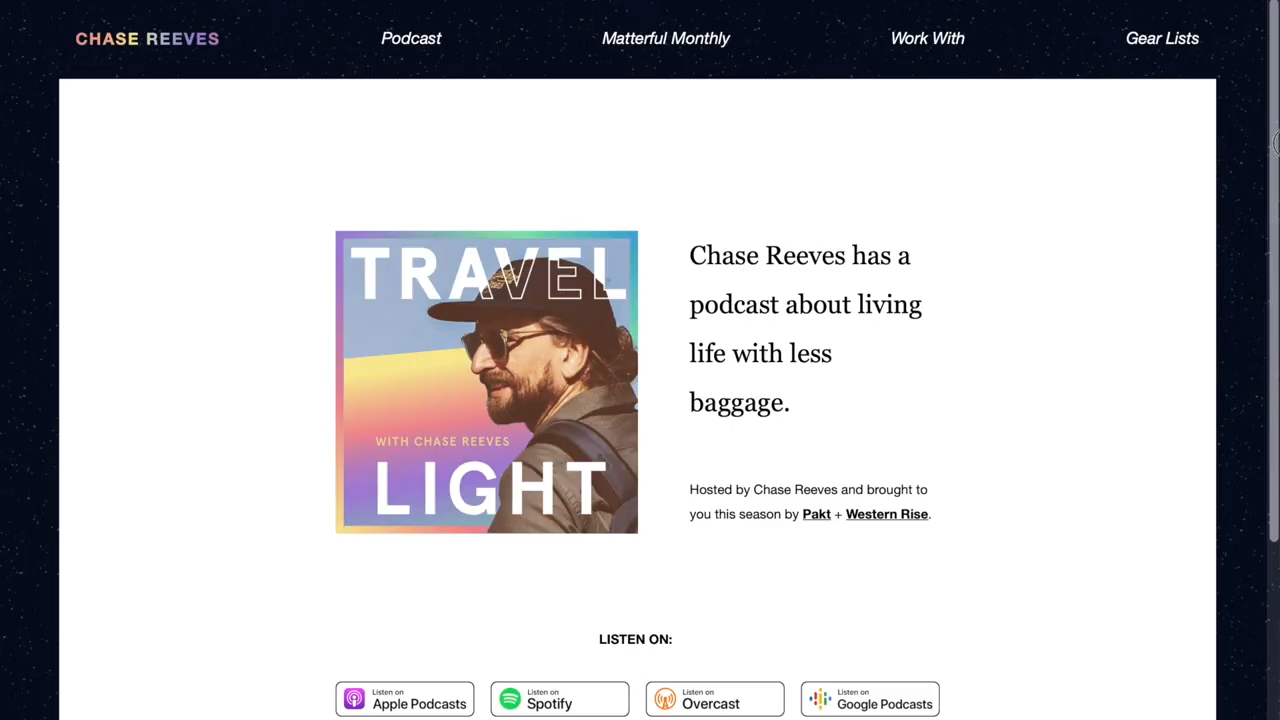 CHASE REEVES
Podcast
Matterful Monthly
Work With
Gear Lists
TRAVEL
WITH CHASE REEVES
LIGHT
Chase Reeves has a
podcast about living
life with less
baggage.
Hosted by Chase Reeves and brought to
you this season by Pakt + Western Rise.
LISTEN ON:
Listen on
Apple Podcasts
Listen on
Spotify
Listen on
Overcast
Listen on
Google Podcasts